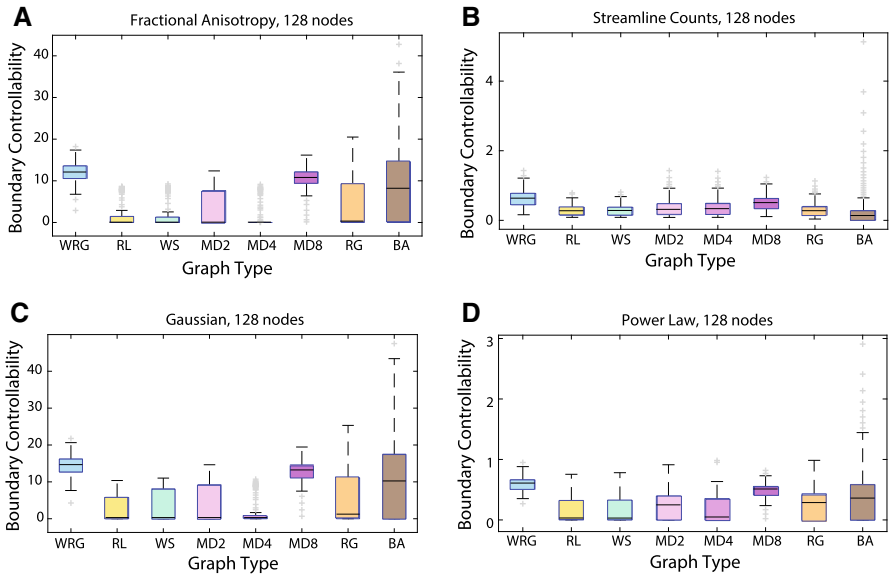 A
Fractional Anisotropy, 128 nodes
Boundary Controllability
40
30
20
10
0
WRG RL WS MD2 MD4 MD8 RG BA
Graph Type
B
Streamline Counts, 128 nodes
Boundary Controllability
4
2
0
WRG RL WS MD2 MD4 MD8 RG BA
Graph Type
C
Gaussian, 128 nodes
Boundary Controllability
40
30
20
10
0
WRG RL WS MD2 MD4 MD8 RG BA
Graph Type
D
Power Law, 128 nodes
Boundary Controllability
3
2
1
0
WRG RL WS MD2 MD4 MD8 RG BA
Graph Type